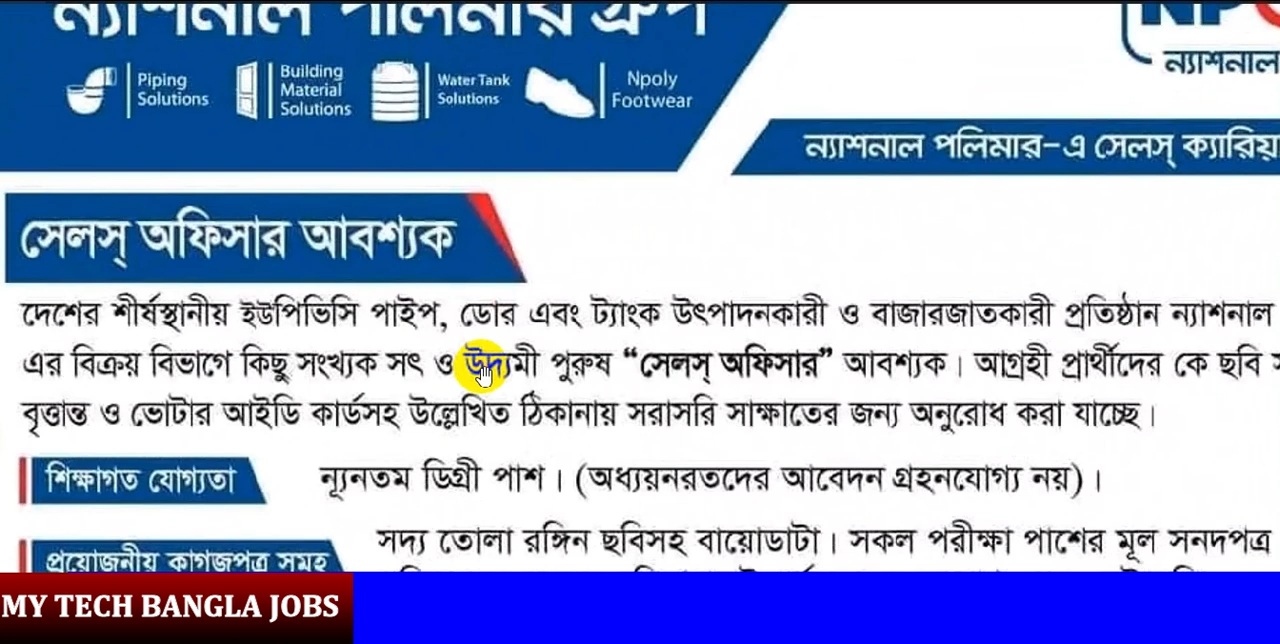 ন্যাশনাল পলিমার গ্রুপ
Piping Solutions
Building Material Solutions
Water Tank Solutions
Npoly Footwear
ন্যাশনাল
ন্যাশনাল পলিমার-এ সেলস্ ক্যারিয়া
সেলস্ অফিসার আবশ্যক
দেশের শীর্ষস্থানীয় ইউপিভিসি পাইপ, ডোর এবং ট্যাংক উৎপাদনকারী ও বাজারজাতকারী প্রতিষ্ঠান ন্যাশনাল
এর বিক্রয় বিভাগে কিছু সংখ্যক সৎ ও উদ্যমী পুরুষ “সেলস্ অফিসার” আবশ্যক। আগ্রহী প্রার্থীদের কে ছবি
বৃত্তান্ত ও ভোটার আইডি কার্ডসহ উল্লেখিত ঠিকানায় সরাসরি সাক্ষাতের জন্য অনুরোধ করা যাচ্ছে।
শিক্ষাগত যোগ্যতা
ন্যূনতম ডিগ্রী পাশ। (অধ্যয়নরতদের আবেদন গ্রহনযোগ্য নয়)।
সদ্য তোলা রঙ্গিন ছবিসহ বায়োডাটা। সকল পরীক্ষা পাশের মূল সনদপত্র
প্রয়োজনীয় কাগজপত্র সমহ
MY TECH BANGLA JOBS